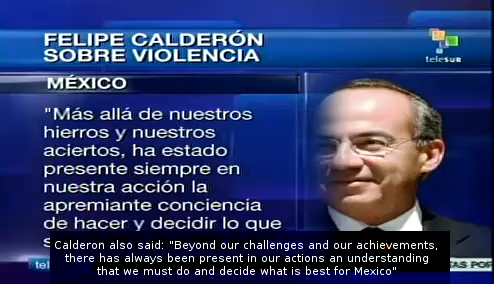 FELIPE CALDERÓN
SOBRE VIOLENCIA
teleSUR
MÉXICO
"Más allá de nuestros
hierros y nuestros
aciertos, ha estado
presente siempre en
nuestra acción la
apremiante conciencia
de hacer y decidir lo que
Calderon also said: "Beyond our challenges and our achievements,
there has always been present in our actions an understanding
that we must do and decide what is best for Mexico"